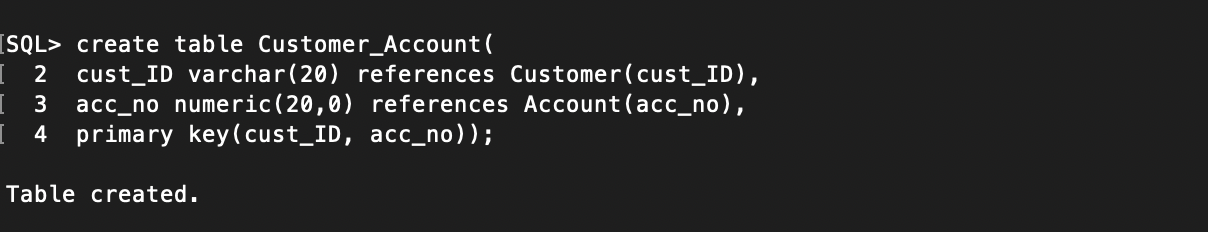 SQL> create table Customer_Account(
2 cust_ID varchar(20) references Customer(cust_ID),
3 acc_no numeric(20,0) references Account(acc_no),
4 primary key(cust_ID, acc_no));
Table created.